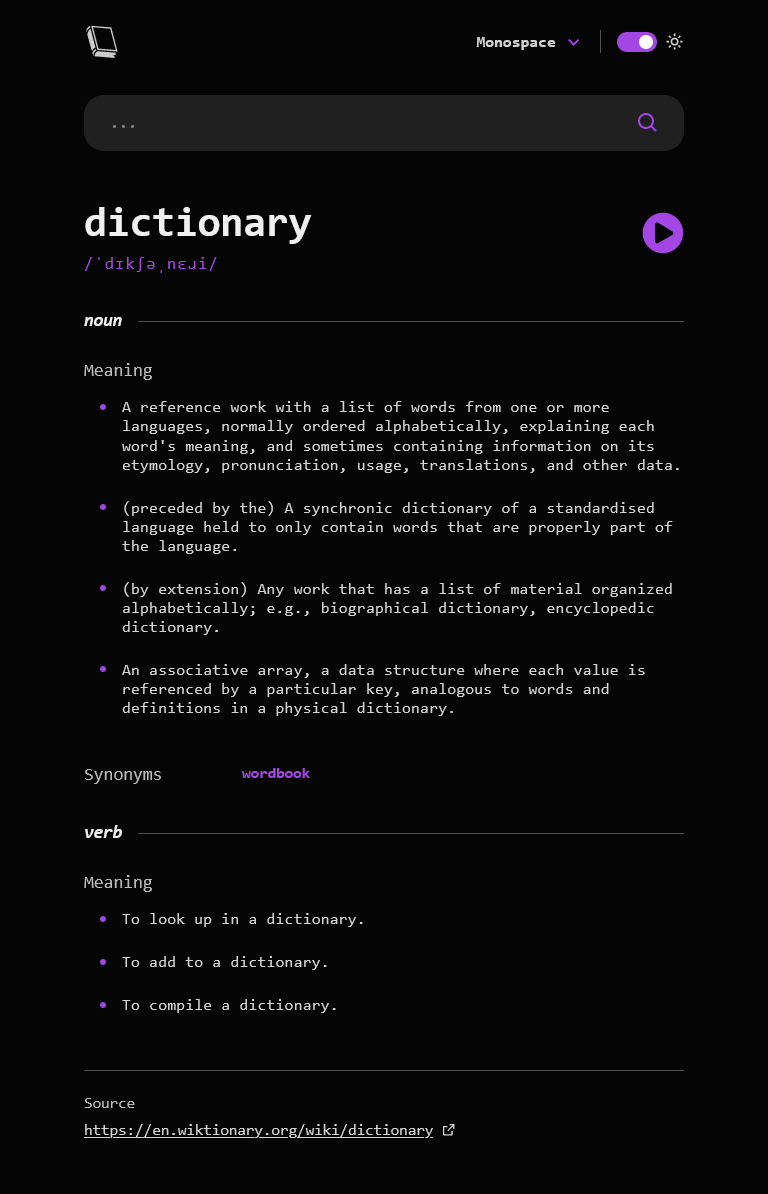 Monospace
...
dictionary
/ˈdɪkʃəˌnɛɹi/
noun
Meaning
A reference work with a list of words from one or more
languages, normally ordered alphabetically, explaining each
word's meaning, and sometimes containing information on its
etymology, pronunciation, usage, translations, and other data.
(preceded by the) A synchronic dictionary of a standardised
language held to only contain words that are properly part of
the language.
(by extension) Any work that has a list of material organized
alphabetically; e.g., biographical dictionary, encyclopedic
dictionary.
An associative array, a data structure where each value is
referenced by a particular key, analogous to words and
definitions in a physical dictionary.
Synonyms wordbook
verb
Meaning
To look up in a dictionary.
To add to a dictionary.
To compile a dictionary.
Source
https://en.wiktionary.org/wiki/dictionary